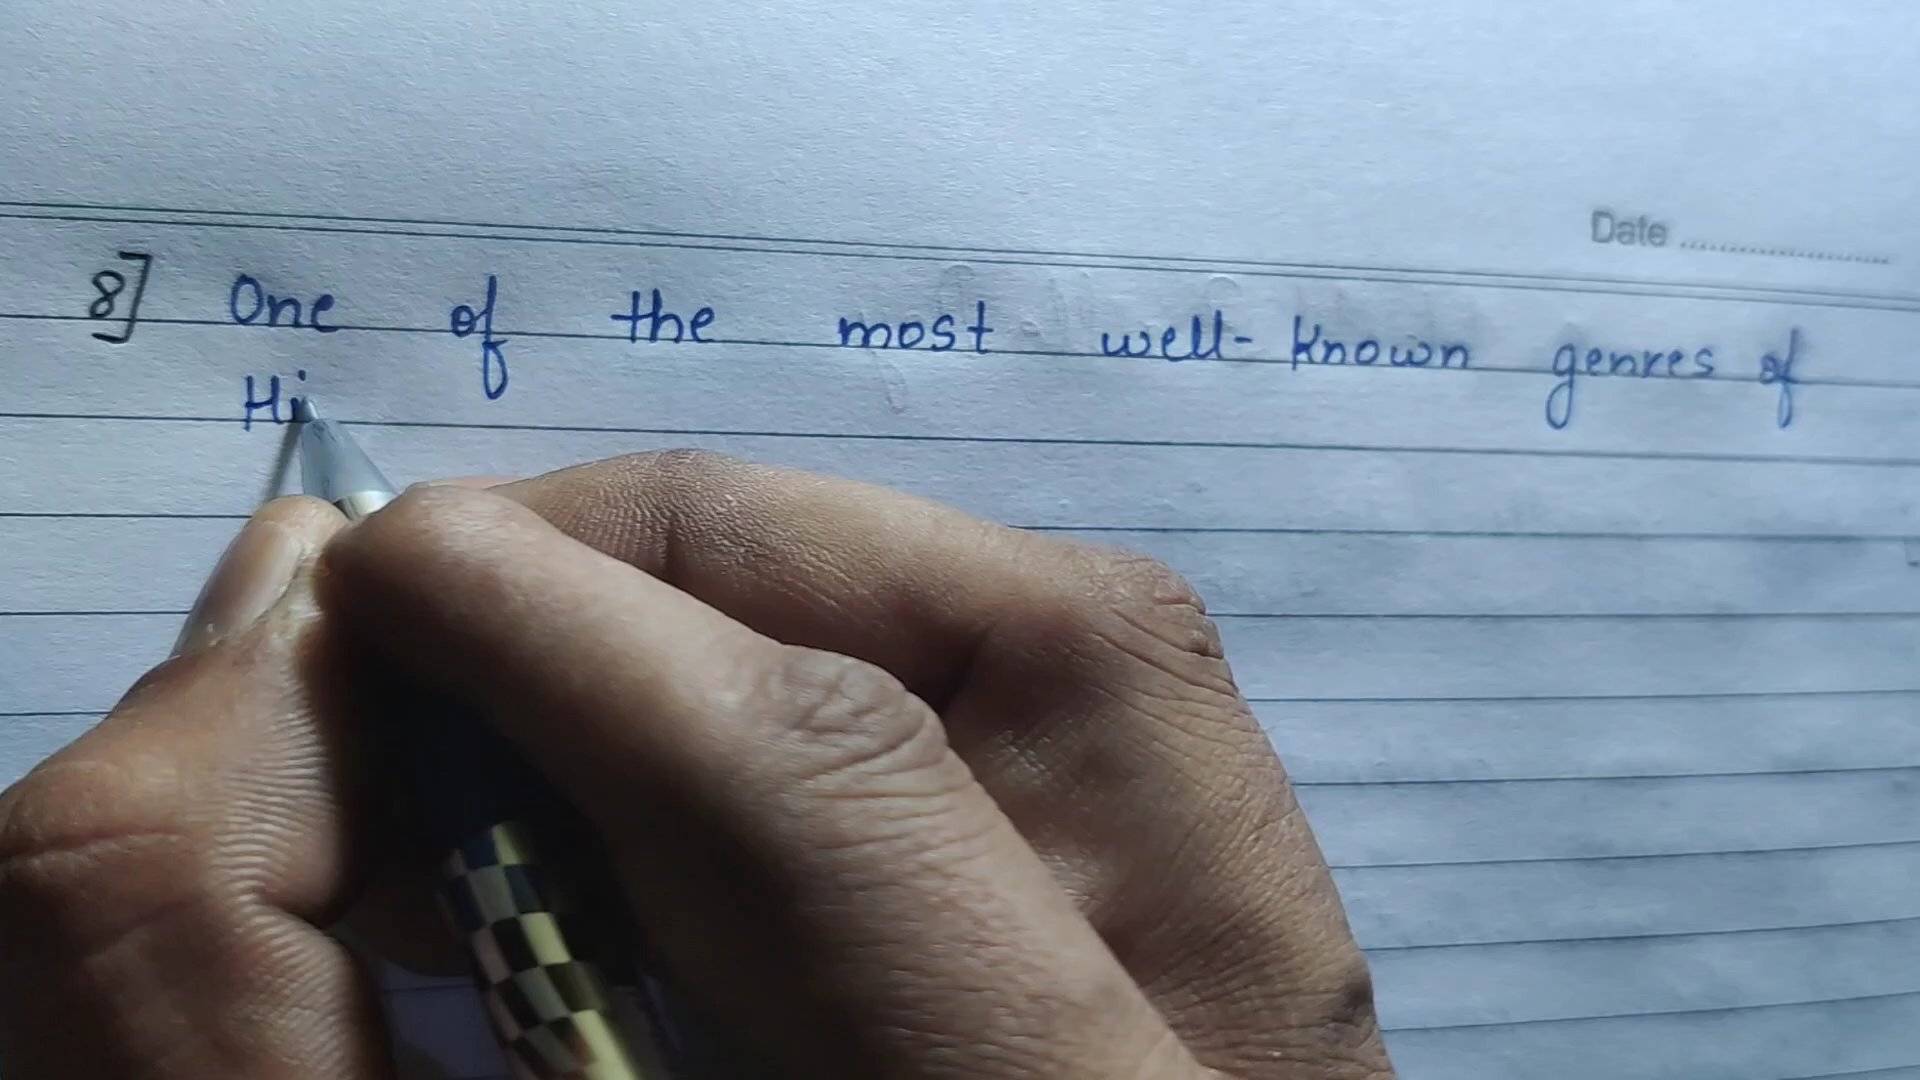 Date ....................
8] One of the most well-known genres of
Hi